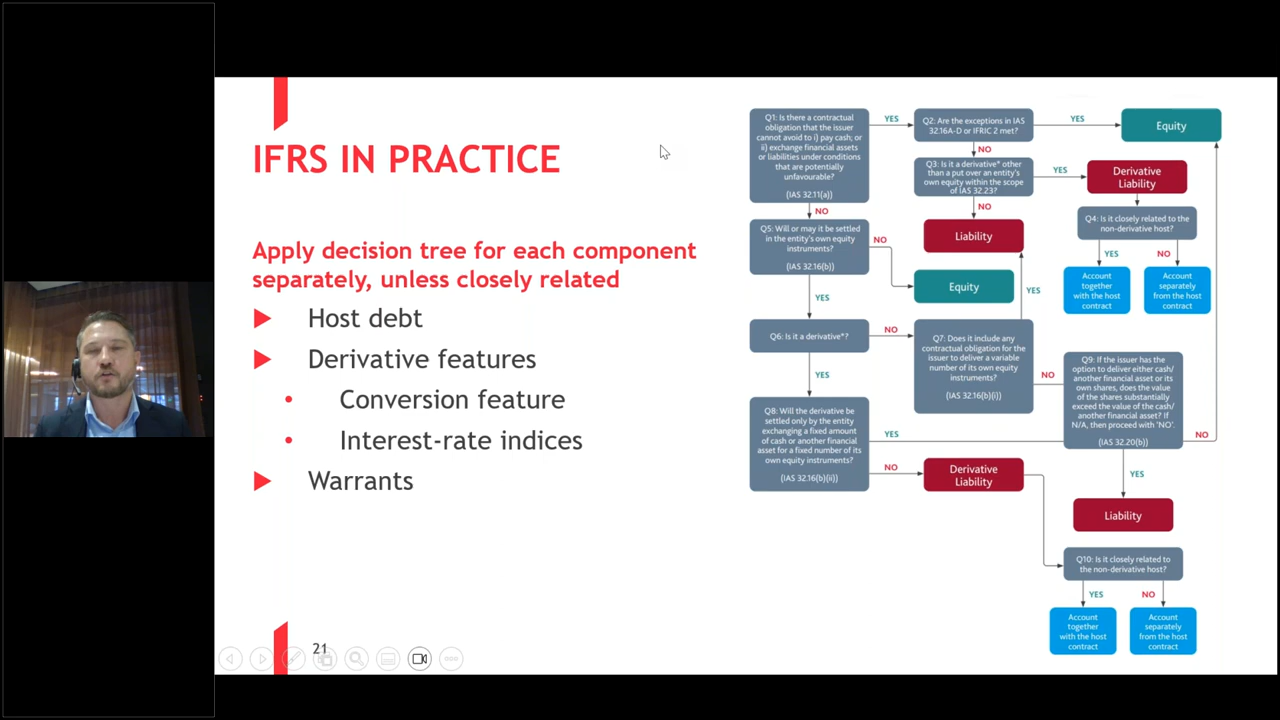 IFRS IN PRACTICE
Apply decision tree for each component
separately, unless closely related
Host debt
Derivative features
Conversion feature
Interest-rate indices
Warrants
21
Q1: Is there a contractual
obligation that the issuer
cannot avoid to i) pay cash; or
ii) exchange financial assets
or liabilities under conditions
that are potentially
unfavourable?
(IAS 32.11(a))
YES
Q2: Are the exceptions in IAS
32.16A-D or IFRIC 2 met?
YES
Equity
NO
Q3: Is it a derivative* other
than a put over an entity's
own equity within the scope
of IAS 32.23?
YES
Derivative
Liability
NO
NO
Q4: Is it closely related to the
non-derivative host?
Q5: Will or may it be settled
in the entity's own equity
instruments?
(IAS 32.16(b))
NO
Liability
YES
NO
Account
together
with the host
contract
Account
separately
from the host
contract
Equity
YES
YES
Q6: Is it a derivative*?
NO
Q7: Does it include any
contractual obligation for the
issuer to deliver a variable
number of its own equity
instruments?
(IAS 32.16(b)(i))
NO
Q9: If the issuer has the
option to deliver either cash/
another financial asset or its
own shares, does the value
of the shares substantially
exceed the value of the cash/
another financial asset? If
N/A, then proceed with 'NO'.
(IAS 32.20(b))
NO
YES
Q8: Will the derivative be
settled only by the entity
exchanging a fixed amount
of cash or another financial
asset for a fixed number of its
own equity instruments?
(IAS 32.16(b)(ii))
YES
NO
Derivative
Liability
YES
Liability
Q10: Is it closely related to
the non-derivative host?
YES
NO
Account
together
with the host
contract
Account
separately
from the host
contract